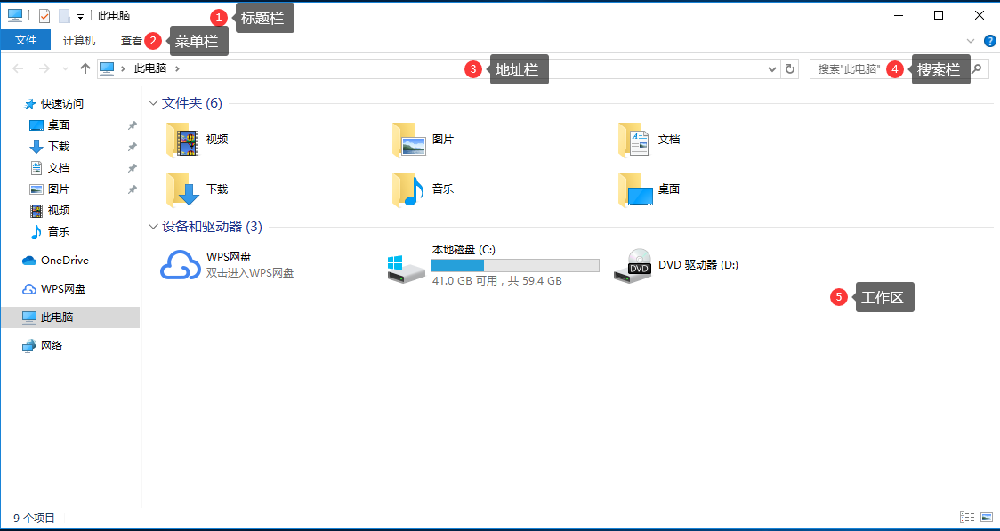 此电脑
1 标题栏
文件 计算机 查看
2 菜单栏
此电脑
3 地址栏
搜索"此电脑"
4 搜索栏
快速访问
桌面
下载
文档
图片
视频
音乐
OneDrive
WPS网盘
此电脑
网络
文件夹 (6)
视频
图片
文档
下载
音乐
桌面
设备和驱动器 (3)
WPS网盘
双击进入WPS网盘
本地磁盘 (C:)
41.0 GB 可用，共 59.4 GB
DVD
DVD 驱动器 (D:)
5 工作区
9 个项目